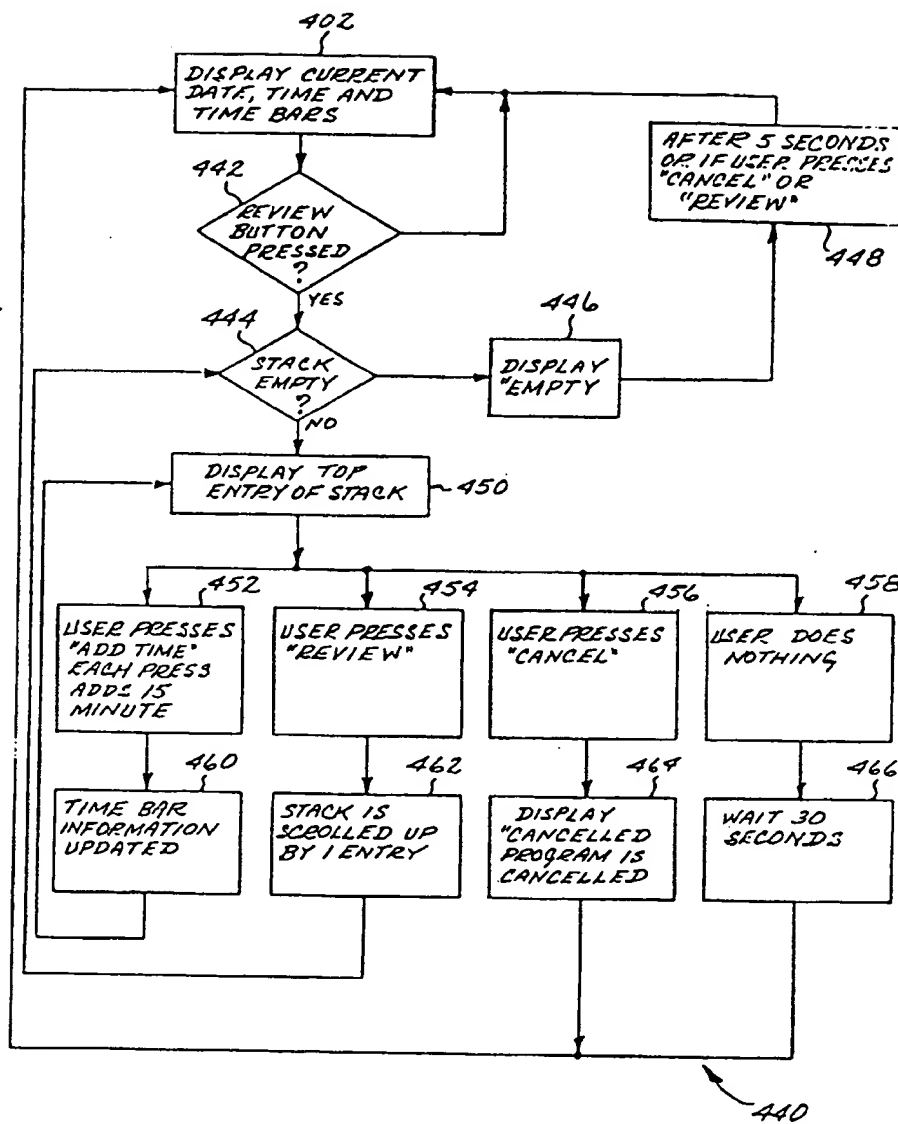 402
DISPLAY CURRENT
DATE, TIME AND
TIME BARS
442
REVIEW
BUTTON
PRESSED
?
YES
AFTER 5 SECONDS
OR IF USER PRESSES
"CANCEL" OR
"REVIEW"
448
444
STACK
EMPTY
?
NO
446
DISPLAY
"EMPTY
DISPLAY TOP
ENTRY OF STACK
450
452
USER PRESSES
"ADD TIME"
EACH PRESS
ADDS 15
MINUTE
454
USER PRESSES
"REVIEW"
456
USER PRESSES
"CANCEL"
458
USER DOES
NOTHING
460
TIME BAR
INFORMATION
UPDATED
462
STACK IS
SCROLLED UP
BY 1 ENTRY
464
DISPLAY
"CANCELLED
PROGRAM IS
CANCELLED
466
WAIT 30
SECONDS
440